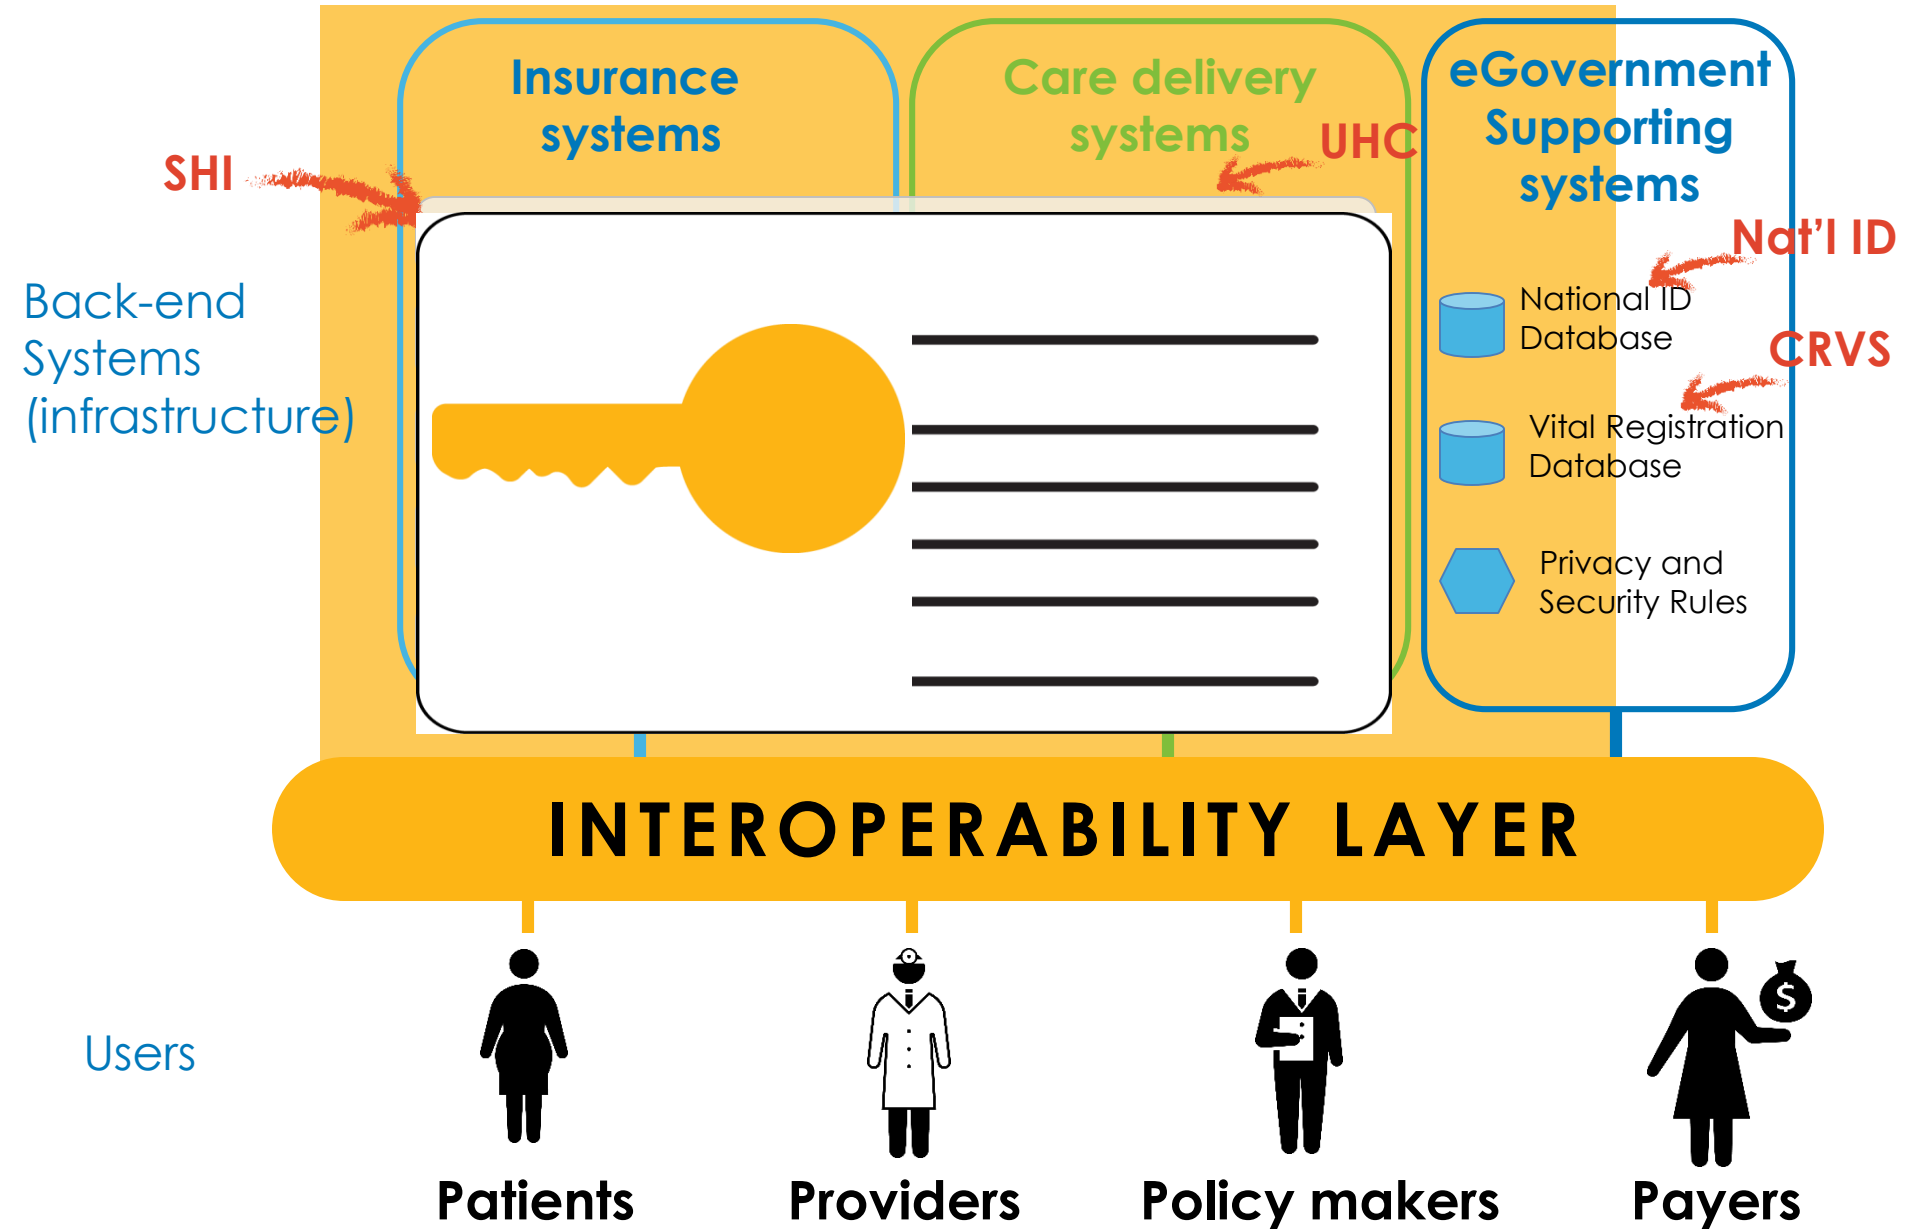 Insurance
systems
Care delivery
systems
eGovernment
Supporting
systems
SHI
UHC
Nat'l ID
CRVS
Back-end
Systems
(infrastructure)
National ID
Database
Vital Registration
Database
Privacy and
Security Rules
INTEROPERABILITY LAYER
$
Users
Patients
Providers
Policy makers
Payers